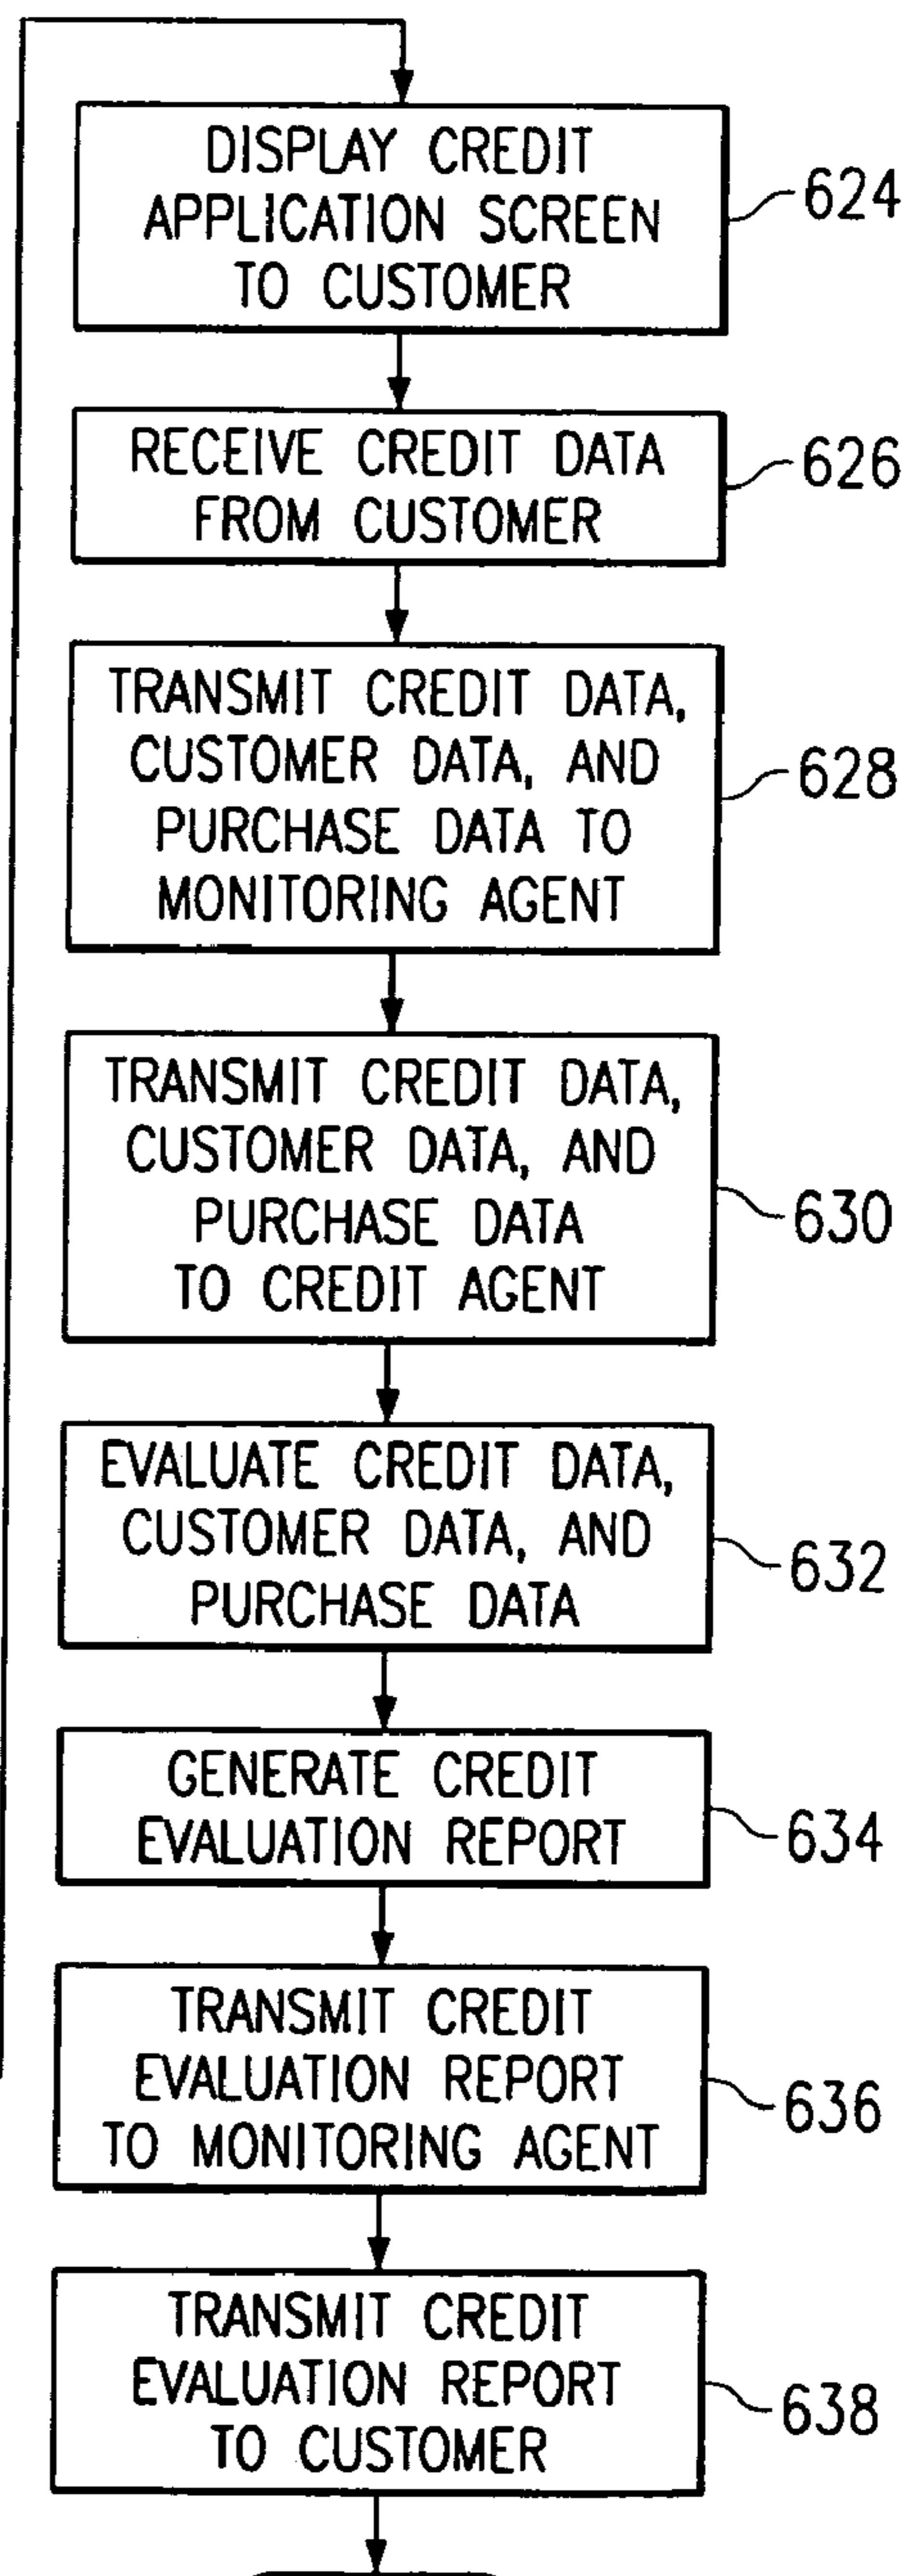 DISPLAY CREDIT
APPLICATION SCREEN
TO CUSTOMER
624
RECEIVE CREDIT DATA
FROM CUSTOMER
626
TRANSMIT CREDIT DATA,
CUSTOMER DATA, AND
PURCHASE DATA TO
MONITORING AGENT
628
TRANSMIT CREDIT DATA,
CUSTOMER DATA, AND
PURCHASE DATA
TO CREDIT AGENT
630
EVALUATE CREDIT DATA,
CUSTOMER DATA, AND
PURCHASE DATA
632
GENERATE CREDIT
EVALUATION REPORT
634
TRANSMIT CREDIT
EVALUATION REPORT
TO MONITORING AGENT
636
TRANSMIT CREDIT
EVALUATION REPORT
TO CUSTOMER
638